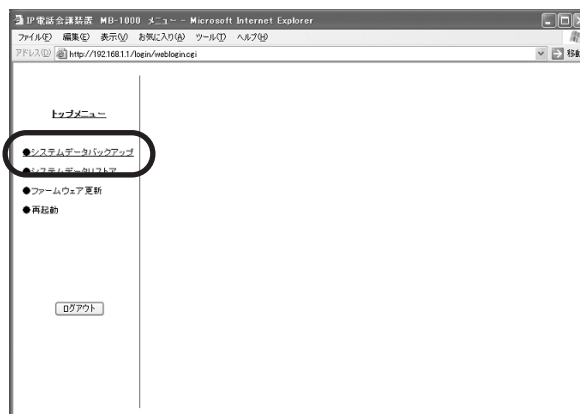 IP電話会議装置 MB-1000 メニュー - Microsoft Internet Explorer
ファイル(F) 編集(E) 表示(V) お気に入り(A) ツール(T) ヘルプ(H)
アドレス(D) http://192.168.1.1/login/weblogin.cgi 移動
トップメニュー
●システムデータバックアップ
●システムデータリストア
●ファームウェア更新
●再起動
ログアウト